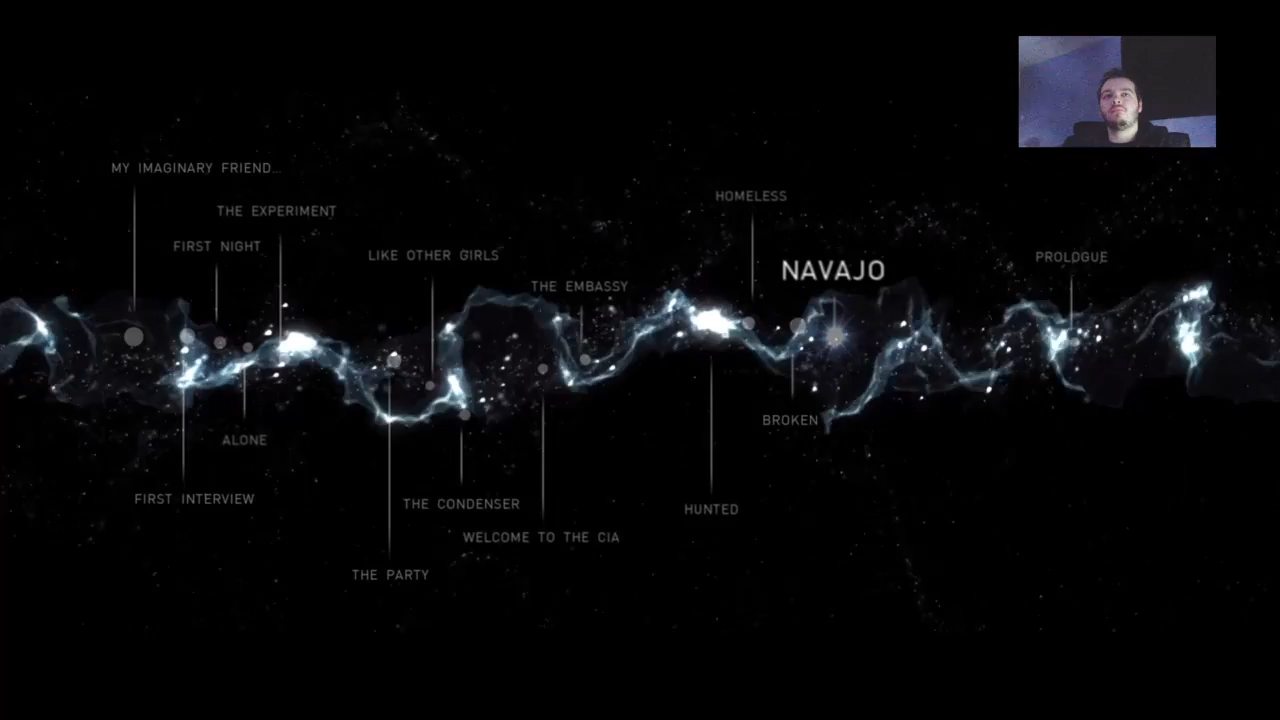 MY IMAGINARY FRIEND...
THE EXPERIMENT
FIRST NIGHT
LIKE OTHER GIRLS
THE EMBASSY
HOMELESS
NAVAJO
PROLOGUE
ALONE
FIRST INTERVIEW
THE CONDENSER
WELCOME TO THE CIA
THE PARTY
HUNTED
BROKEN